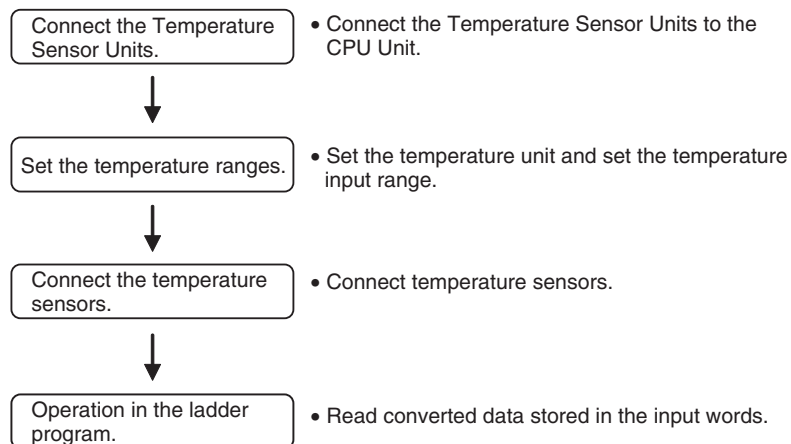 Connect the Temperature
Sensor Units.
• Connect the Temperature Sensor Units to the
CPU Unit.
Set the temperature ranges.
• Set the temperature unit and set the temperature
input range.
Connect the temperature
sensors.
• Connect temperature sensors.
Operation in the ladder
program.
• Read converted data stored in the input words.